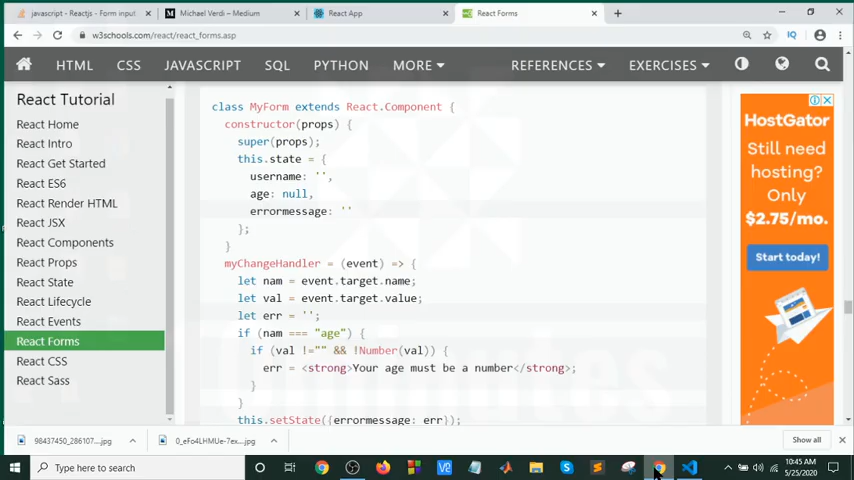 javascript - Reactjs - Form input
Michael Verdi – Medium
React App
React Forms
w3schools.com/react/react_forms.asp
HTML CSS JAVASCRIPT SQL PYTHON MORE REFERENCES EXERCISES
React Tutorial
React Home
React Intro
React Get Started
React ES6
React Render HTML
React JSX
React Components
React Props
React State
React Lifecycle
React Events
React Forms
React CSS
React Sass
class MyForm extends React.Component {
constructor(props) {
super(props);
this.state = {
username: '',
age: null,
errormessage: ''
};
}
myChangeHandler = (event) => {
let nam = event.target.name;
let val = event.target.value;
let err = '';
if (nam === "age") {
if (val !="" && !Number(val)) {
err = <strong>Your age must be a number</strong>;
}
}
this.setState({errormessage: err});
HostGator
Still need
hosting?
Only
$2.75/mo.
Start today!
98437450_286107....jpg
0_eFo4LHMUe-7ex....jpg
Show all
Type here to search
10:45 AM
5/25/2020